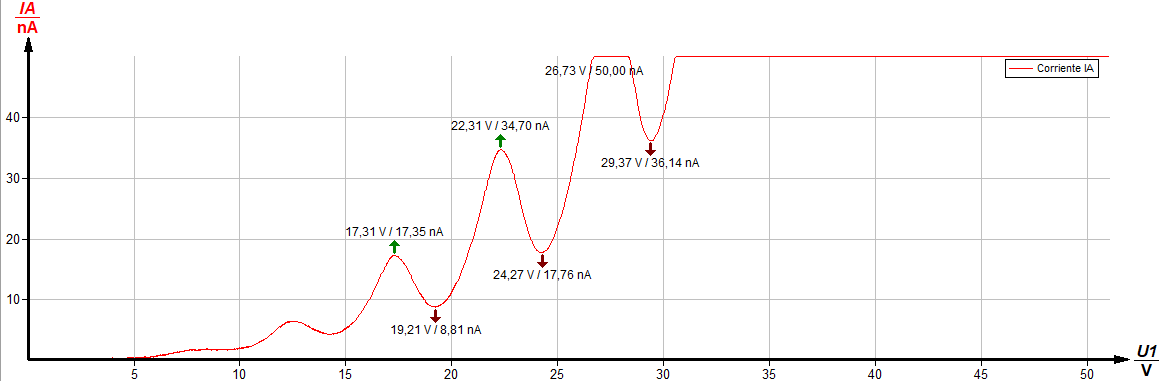 IA
nA
Corriente IA
26,73 V / 50,00 nA
40
22,31 V / 34,70 nA
29,37 V / 36,14 nA
30
17,31 V / 17,35 nA
20
24,27 V / 17,76 nA
10
19,21 V / 8,81 nA
U1
V
5 10 15 20 25 30 35 40 45 50